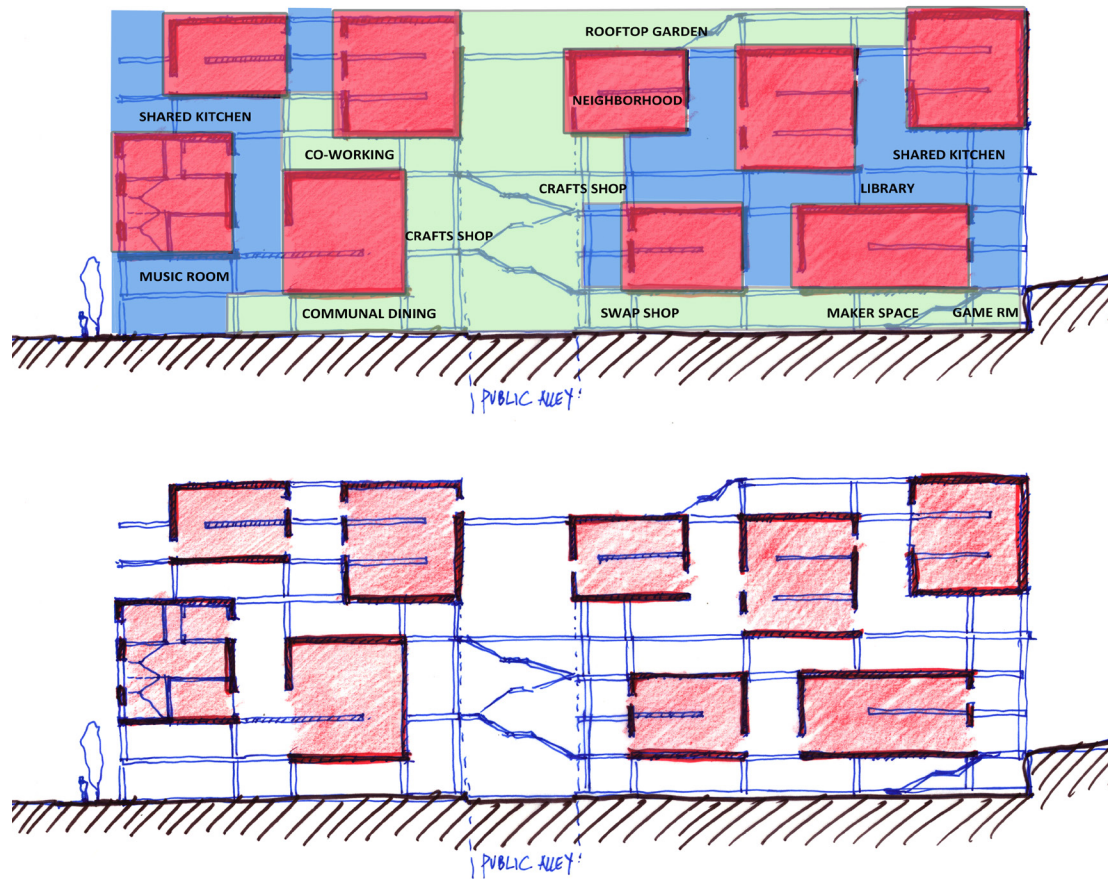 ROOFTOP GARDEN
NEIGHBORHOOD
SHARED KITCHEN
CO-WORKING
SHARED KITCHEN
CRAFTS SHOP
LIBRARY
CRAFTS SHOP
MUSIC ROOM
COMMUNAL DINING
SWAP SHOP
MAKER SPACE
GAME RM
PUBLIC ALLEY
PUBLIC ALLEY